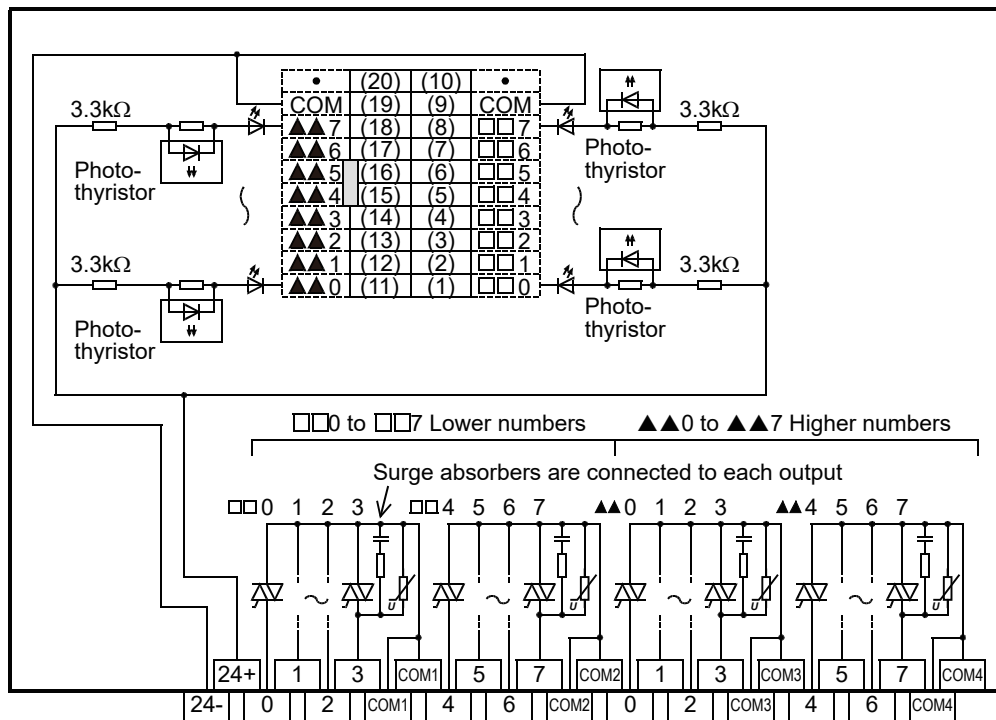 • (20) (10) •
3.3kΩ COM (19) (9) COM 3.3kΩ
▲▲7 (18) (8) □□7
▲▲6 (17) (7) □□6
▲▲5 (16) (6) □□5
▲▲4 (15) (5) □□4
▲▲3 (14) (4) □□3
▲▲2 (13) (3) □□2
▲▲1 (12) (2) □□1
▲▲0 (11) (1) □□0
Photo-
thyristor
Photo-
thyristor
3.3kΩ
3.3kΩ
Photo-
thyristor
Photo-
thyristor
□□0 to □□7 Lower numbers ▲▲0 to ▲▲7 Higher numbers
Surge absorbers are connected to each output
□□0 1 2 3 □□4 5 6 7 ▲▲0 1 2 3 ▲▲4 5 6 7
u u u u
24+ 1 3 COM1 5 7 COM2 1 3 COM3 5 7 COM4
24- 0 2 COM1 4 6 COM2 0 2 COM3 4 6 COM4